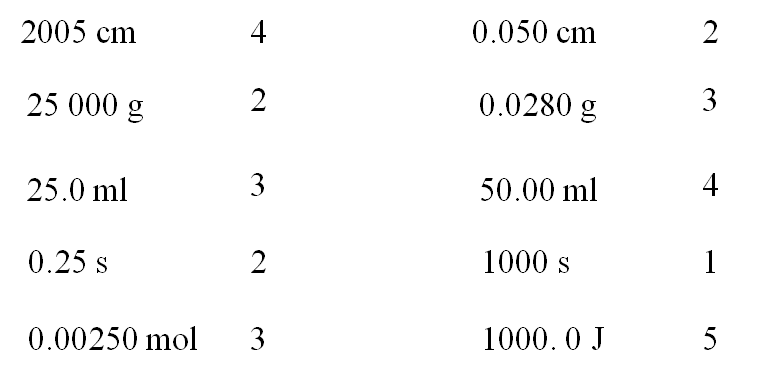 2005 cm 4 0.050 cm 2
25 000 g 2 0.0280 g 3
25.0 ml 3 50.00 ml 4
0.25 s 2 1000 s 1
0.00250 mol 3 1000. 0 J 5